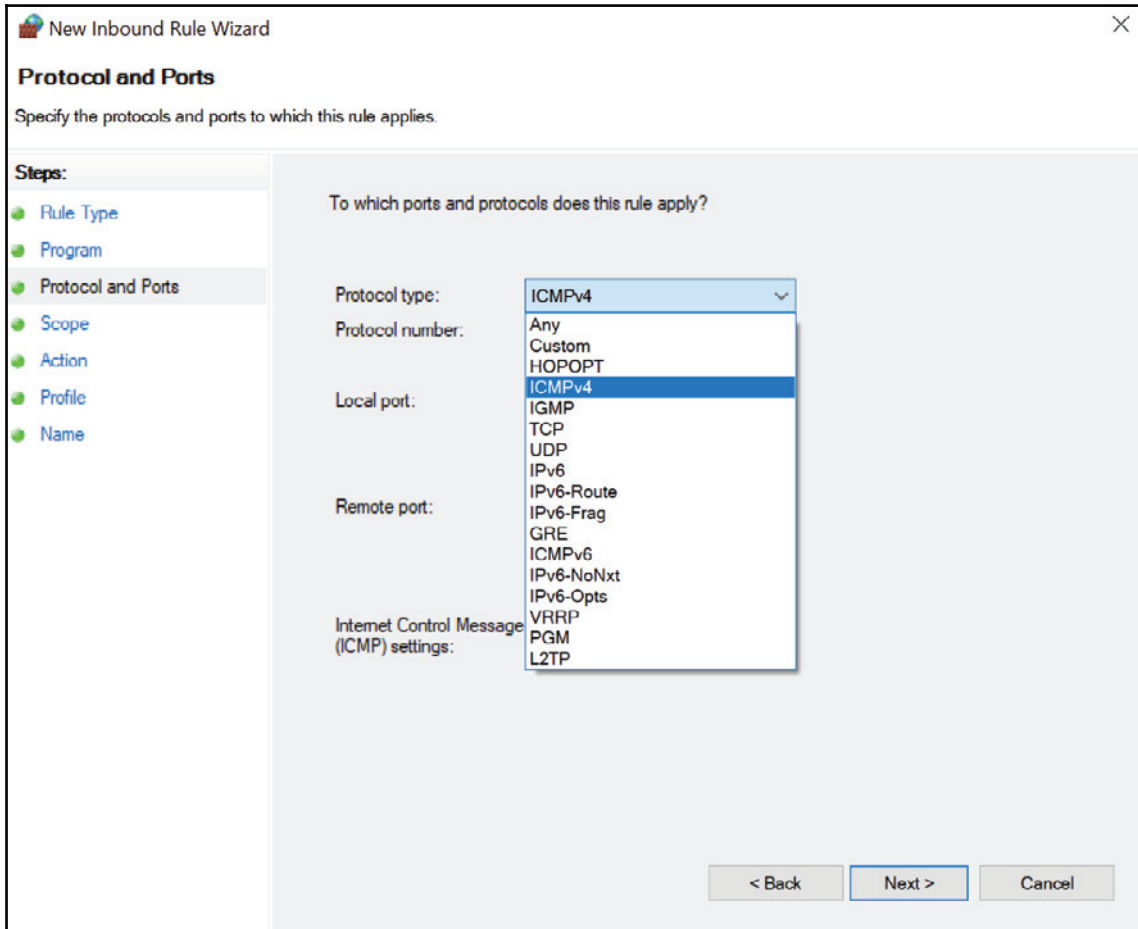 New Inbound Rule Wizard
Protocol and Ports
Specify the protocols and ports to which this rule applies.
Steps:
Rule Type
Program
Protocol and Ports
Scope
Action
Profile
Name
To which ports and protocols does this rule apply?
Protocol type:
ICMPv4
Protocol number:
Local port:
Remote port:
Internet Control Message
(ICMP) settings:
Any
Custom
HOPOPT
ICMPv4
IGMP
TCP
UDP
IPv6
IPv6-Route
IPv6-Frag
GRE
ICMPv6
IPv6-NoNxt
IPv6-Opts
VRRP
PGM
L2TP
< Back
Next >
Cancel